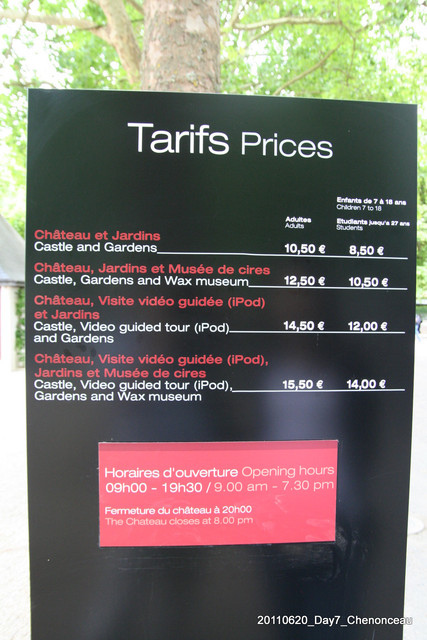 Tarifs Prices
Enfants de 7 à 18 ans
Children 7 to 18
Adultes
Adults
Etudiants jusqu'a 27 ans
Students
Château et Jardins
Castle and Gardens 10,50 € 8,50 €
Château, Jardins et Musée de cires
Castle, Gardens and Wax museum 12,50 € 10,50 €
Château, Visite vidéo guidée (iPod)
et Jardins
Castle, Video guided tour (iPod) 14,50 € 12,00 €
and Gardens
Château, Visite vidéo guidée (iPod),
Jardins et Musée de cires
Castle, Video guided tour (iPod), 15,50 € 14,00 €
Gardens and Wax museum
Horaires d'ouverture Opening hours
09h00 - 19h30 / 9.00 am - 7.30 pm
Fermeture du château à 20h00
The Chateau closes at 8.00 pm
20110620_Day7_Chenonceau